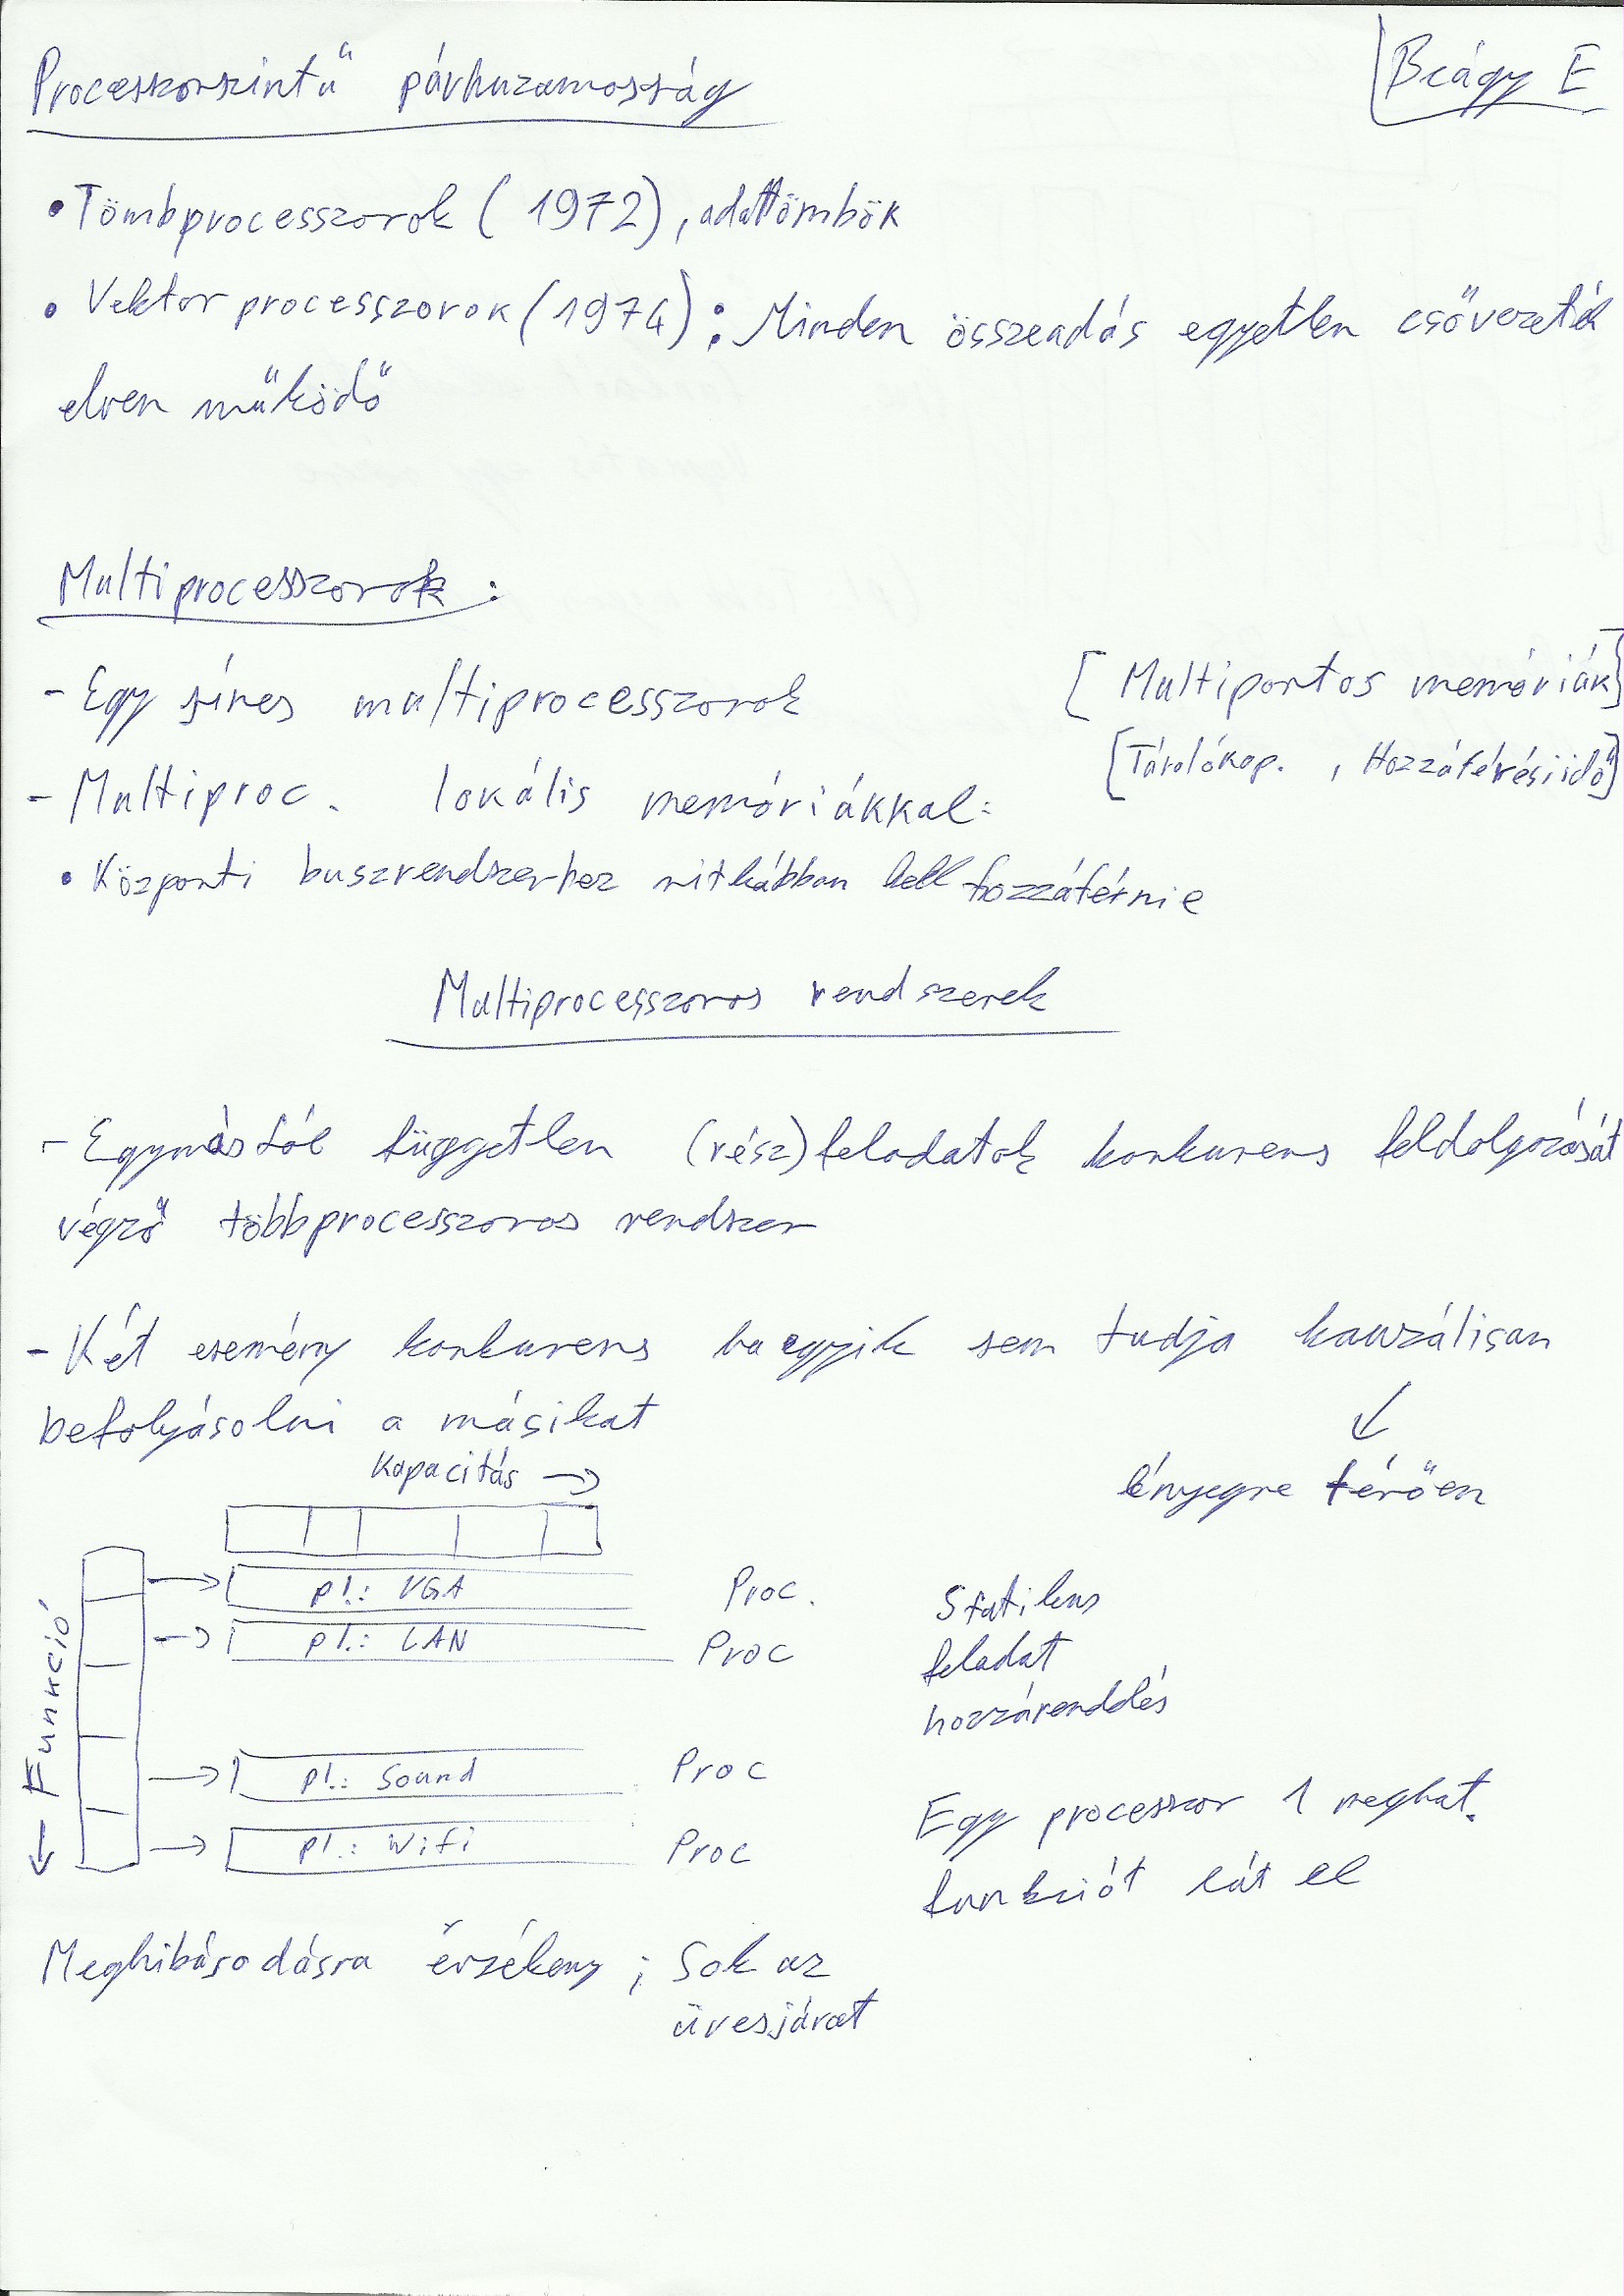 Processzorszintű párhuzamosság
Beágy E
• Tömbprocesszorok (1972), adattömbök
• Vektor processzorok (1974): Minden összeadás egyetlen csővezeték
elven működő
Multiprocesszorok:
- Egy sínes multiprocesszorok
[Multiportos memóriák]
[Tárolókap. , Hozzáférési idő]
- Multiproc. lokális memóriákkal:
• Központi buszrendszerhez ritkábban kell hozzáférnie
Multiprocesszoros rendszerek
- Egymástól független (rész)feladatok konkurens feldolgozását
végző többprocesszoros rendszer
- Két esemény konkurens ha egyik sem tudja kauzálisan
befolyásolni a másikat
↙
lényegre térően
Kapacitás →
← Funkció
→ pl.: VGA Proc.
→ pl.: LAN Proc
→ pl.: Sound Proc
→ pl.: Wifi Proc
Statikus
feladat
hozzárendelés
Egy processzor 1 meghat.
funkciót lát el
Meghibásodásra érzékeny ; Sok az
üresjárat